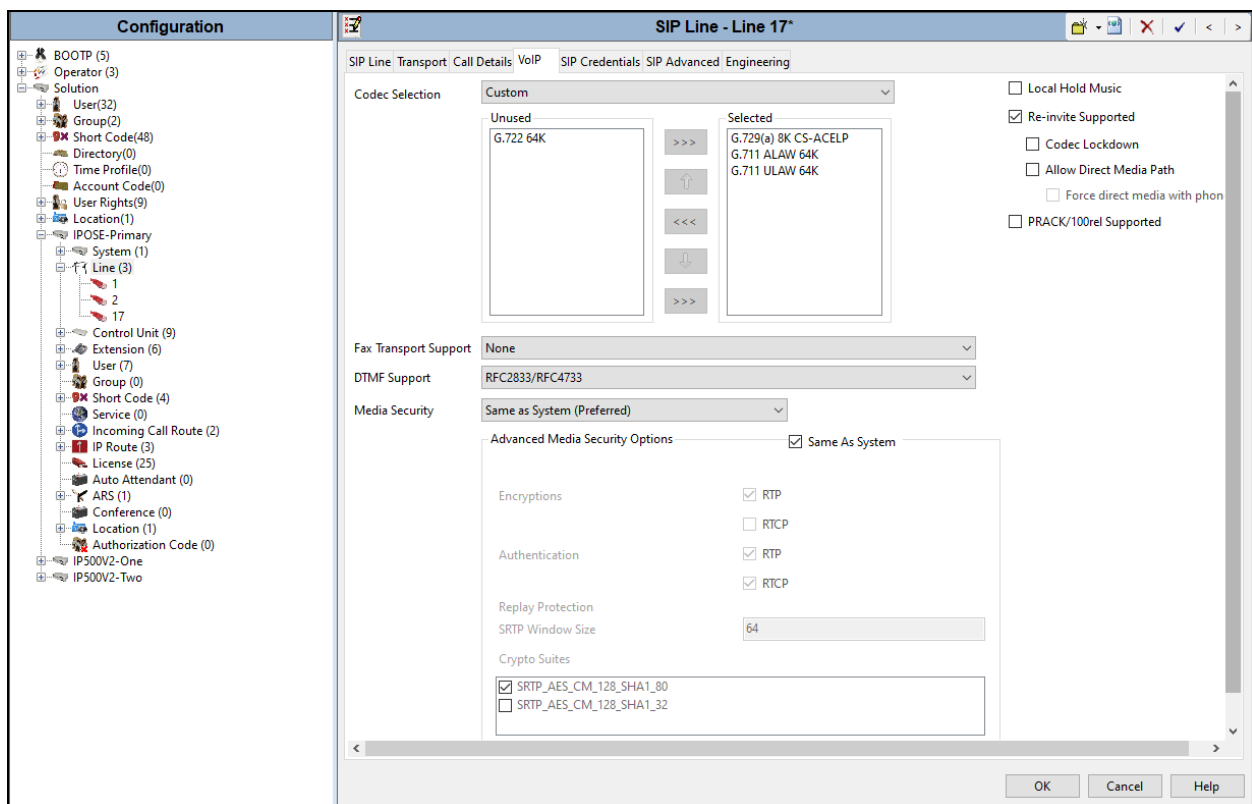 Configuration
BOOTP (5)
Operator (3)
Solution
User(32)
Group(2)
Short Code(48)
Directory(0)
Time Profile(0)
Account Code(0)
User Rights(9)
Location(1)
IPOSE-Primary
System (1)
Line (3)
1
2
17
Control Unit (9)
Extension (6)
User (7)
Group (0)
Short Code (4)
Service (0)
Incoming Call Route (2)
IP Route (3)
License (25)
Auto Attendant (0)
ARS (1)
Conference (0)
Location (1)
Authorization Code (0)
IP500V2-One
IP500V2-Two
SIP Line - Line 17*
SIP Line Transport Call Details VoIP SIP Credentials SIP Advanced Engineering
Codec Selection Custom
Unused
G.722 64K
>>>
<<<
>>>
Selected
G.729(a) 8K CS-ACELP
G.711 ALAW 64K
G.711 ULAW 64K
Local Hold Music
Re-invite Supported
Codec Lockdown
Allow Direct Media Path
Force direct media with phon
PRACK/100rel Supported
Fax Transport Support None
DTMF Support RFC2833/RFC4733
Media Security Same as System (Preferred)
Advanced Media Security Options Same As System
Encryptions RTP
RTCP
Authentication RTP
RTCP
Replay Protection
SRTP Window Size 64
Crypto Suites
SRTP_AES_CM_128_SHA1_80
SRTP_AES_CM_128_SHA1_32
OK Cancel Help